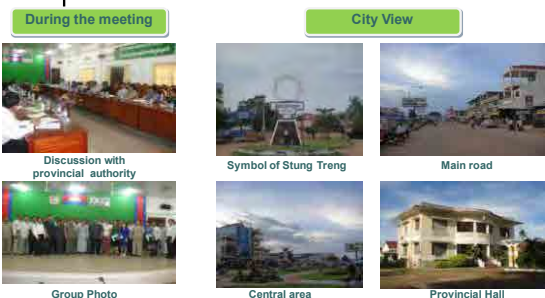 During the meeting
City View
Discussion with
provincial authority
Symbol of Stung Treng
Main road
Group Photo
Central area
Provincial Hall